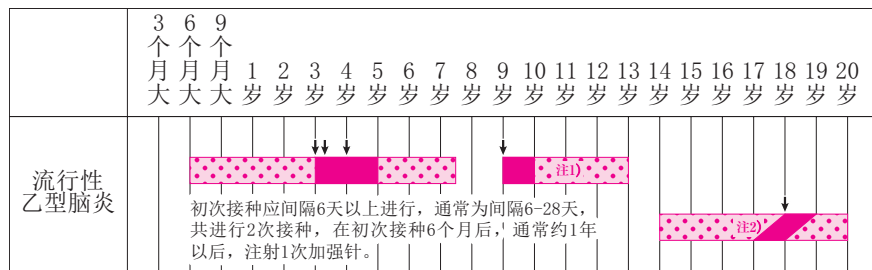 3个月大 6个月大 9个月大 1岁 2岁 3岁 4岁 5岁 6岁 7岁 8岁 9岁 10岁 11岁 12岁 13岁 14岁 15岁 16岁 17岁 18岁 19岁 20岁
流行性
乙型脑炎
注1)
初次接种应间隔6天以上进行，通常为间隔6-28天，
共进行2次接种，在初次接种6个月后，通常约1年
以后，注射1次加强针。
注2)